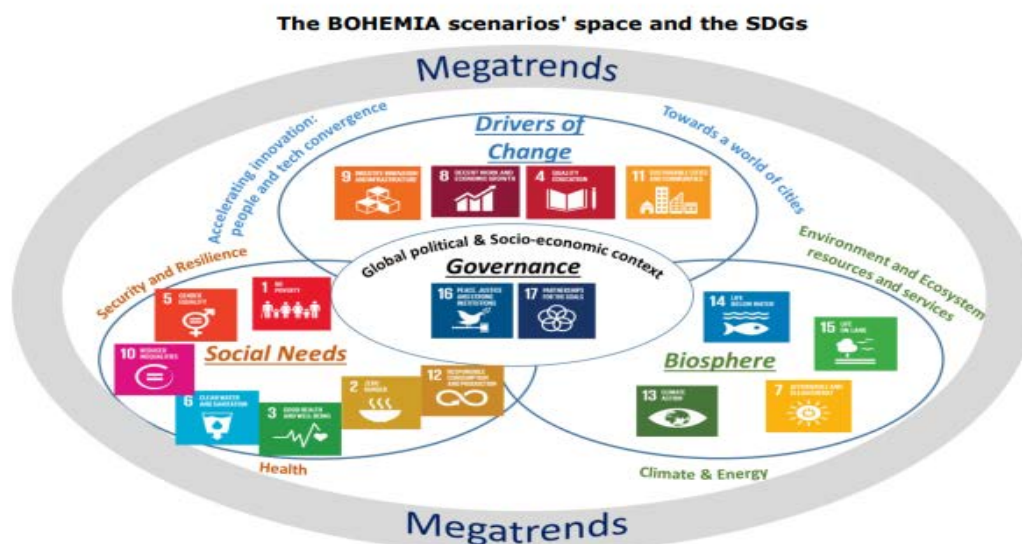 The BOHEMIA scenarios' space and the SDGs
Megatrends
Accelerating innovation:
people and tech convergence
Drivers of
Change
Towards a world of cities
9 INDUSTRY, INNOVATION
AND INFRASTRUCTURE
8 DECENT WORK AND
ECONOMIC GROWTH
4 QUALITY
EDUCATION
11 SUSTAINABLE CITIES
AND COMMUNITIES
Global political & Socio-economic context
Governance
16 PEACE, JUSTICE
AND STRONG
INSTITUTIONS
17 PARTNERSHIPS
FOR THE GOALS
Security and Resilience
5 GENDER
EQUALITY
1 NO
POVERTY
10 REDUCED
INEQUALITIES
Social Needs
6 CLEAN WATER
AND SANITATION
3 GOOD HEALTH
AND WELL-BEING
2 ZERO
HUNGER
12 RESPONSIBLE
CONSUMPTION
AND PRODUCTION
Health
Environment and Ecosystem
resources and services
14 LIFE
BELOW WATER
15 LIFE
ON LAND
Biosphere
13 CLIMATE
ACTION
7 AFFORDABLE AND
CLEAN ENERGY
Climate & Energy
Megatrends